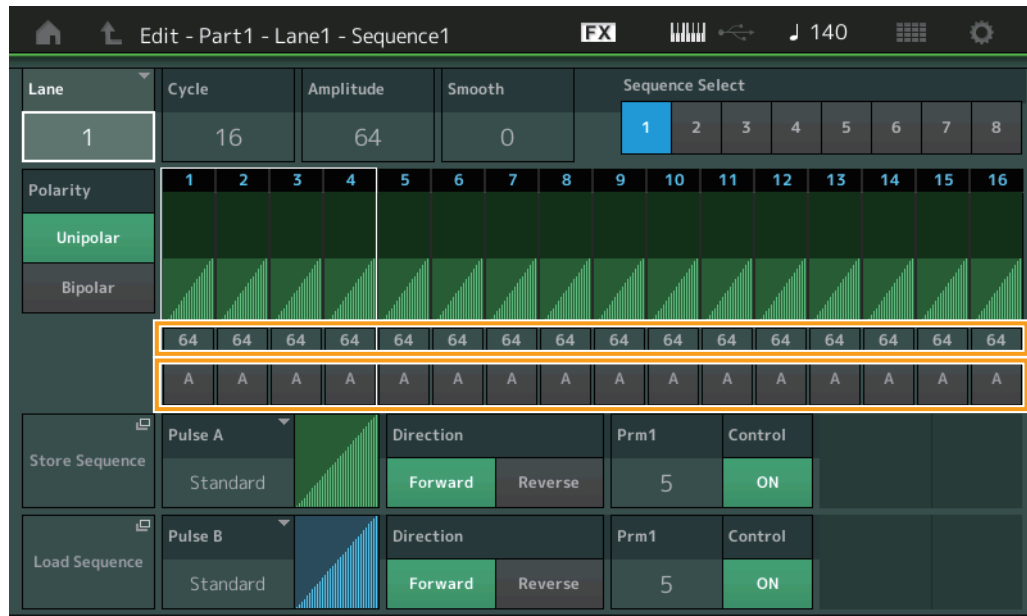 Edit - Part1 - Lane1 - Sequence1 FX ♩ 140
Lane Cycle Amplitude Smooth Sequence Select
1 16 64 0 1 2 3 4 5 6 7 8
Polarity 1 2 3 4 5 6 7 8 9 10 11 12 13 14 15 16
Unipolar
Bipolar
64 64 64 64 64 64 64 64 64 64 64 64 64 64 64 64
A A A A A A A A A A A A A A A A
Store Sequence Pulse A Direction Prm1 Control
Standard Forward Reverse 5 ON
Load Sequence Pulse B Direction Prm1 Control
Standard Forward Reverse 5 ON